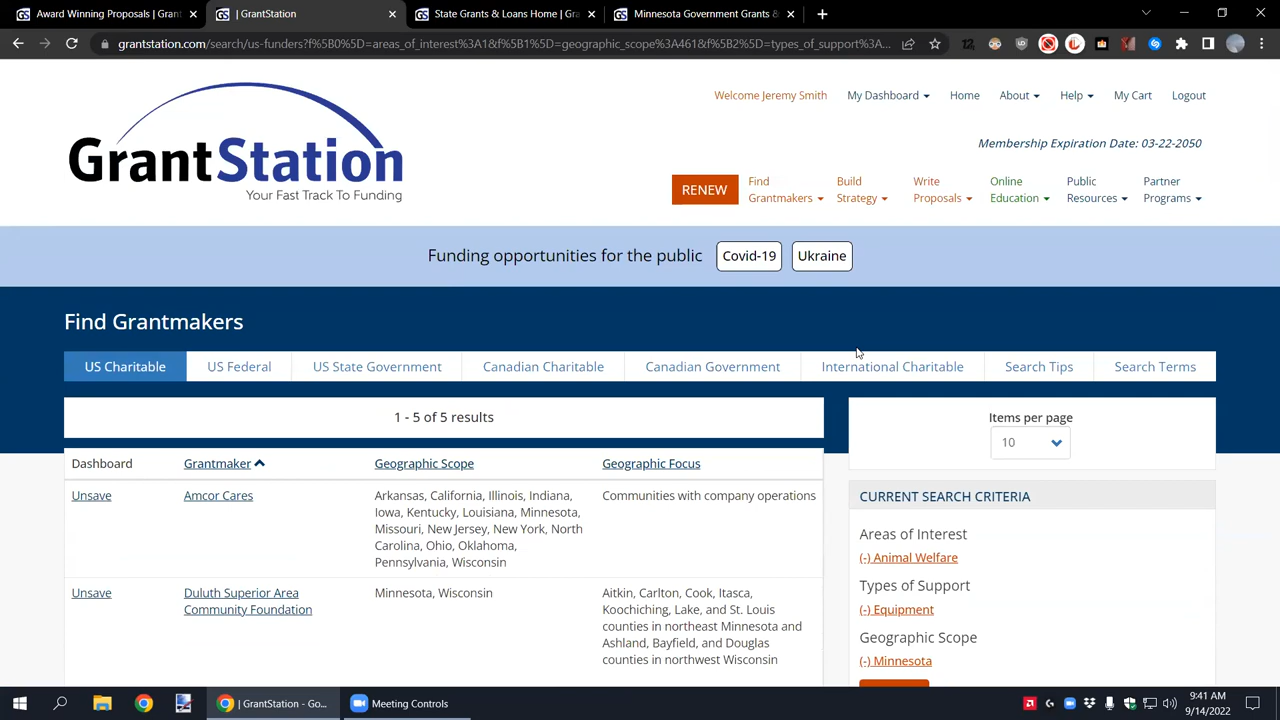 Award Winning Proposals | Grant
| GrantStation
State Grants & Loans Home | Gra
Minnesota Government Grants &
grantstation.com/search/us-funders?f%5B0%5D=areas_of_interest%3A1&f%5B1%5D=geographic_scope%3A461&f%5B2%5D=types_of_support%3A...
Welcome Jeremy Smith
My Dashboard
Home
About
Help
My Cart
Logout
GrantStation
Your Fast Track To Funding
Membership Expiration Date: 03-22-2050
RENEW
Find Grantmakers
Build Strategy
Write Proposals
Online Education
Public Resources
Partner Programs
Funding opportunities for the public
Covid-19
Ukraine
Find Grantmakers
US Charitable
US Federal
US State Government
Canadian Charitable
Canadian Government
International Charitable
Search Tips
Search Terms
1 - 5 of 5 results
Items per page
10
Dashboard
Grantmaker
Geographic Scope
Geographic Focus
Unsave
Amcor Cares
Arkansas, California, Illinois, Indiana,
Iowa, Kentucky, Louisiana, Minnesota,
Missouri, New Jersey, New York, North
Carolina, Ohio, Oklahoma,
Pennsylvania, Wisconsin
Communities with company operations
Unsave
Duluth Superior Area
Community Foundation
Minnesota, Wisconsin
Aitkin, Carlton, Cook, Itasca,
Koochiching, Lake, and St. Louis
counties in northeast Minnesota and
Ashland, Bayfield, and Douglas
counties in northwest Wisconsin
CURRENT SEARCH CRITERIA
Areas of Interest
(-) Animal Welfare
Types of Support
(-) Equipment
Geographic Scope
(-) Minnesota
| GrantStation - Go...
Meeting Controls
9:41 AM
9/14/2022